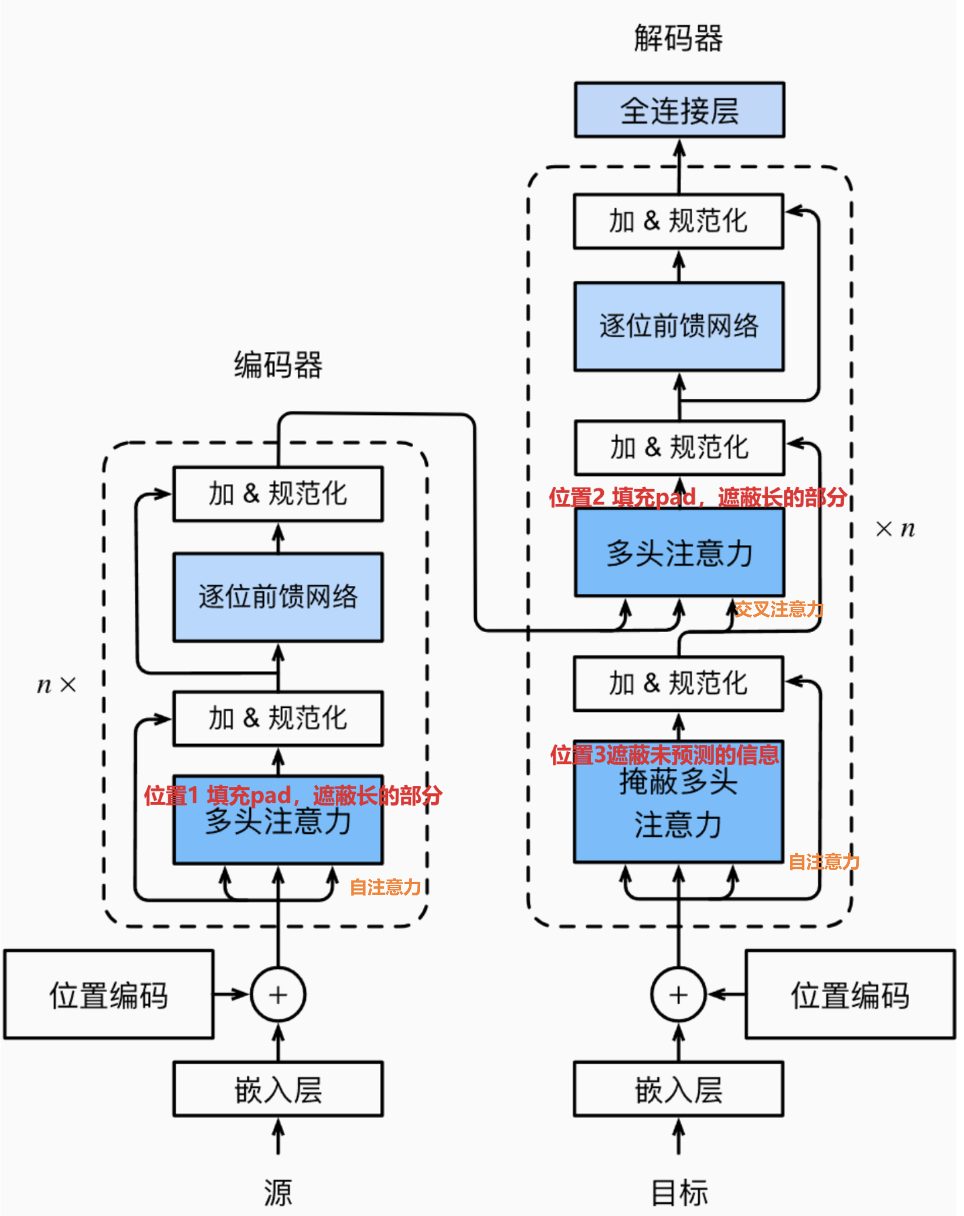 解码器
全连接层
加 & 规范化
逐位前馈网络
加 & 规范化
位置2 填充pad，遮蔽长的部分
多头注意力
交叉注意力
× n
加 & 规范化
位置3遮蔽未预测的信息
掩蔽多头
注意力
自注意力
位置编码
嵌入层
目标
编码器
加 & 规范化
逐位前馈网络
n ×
加 & 规范化
位置1 填充pad，遮蔽长的部分
多头注意力
自注意力
位置编码
嵌入层
源
+
+